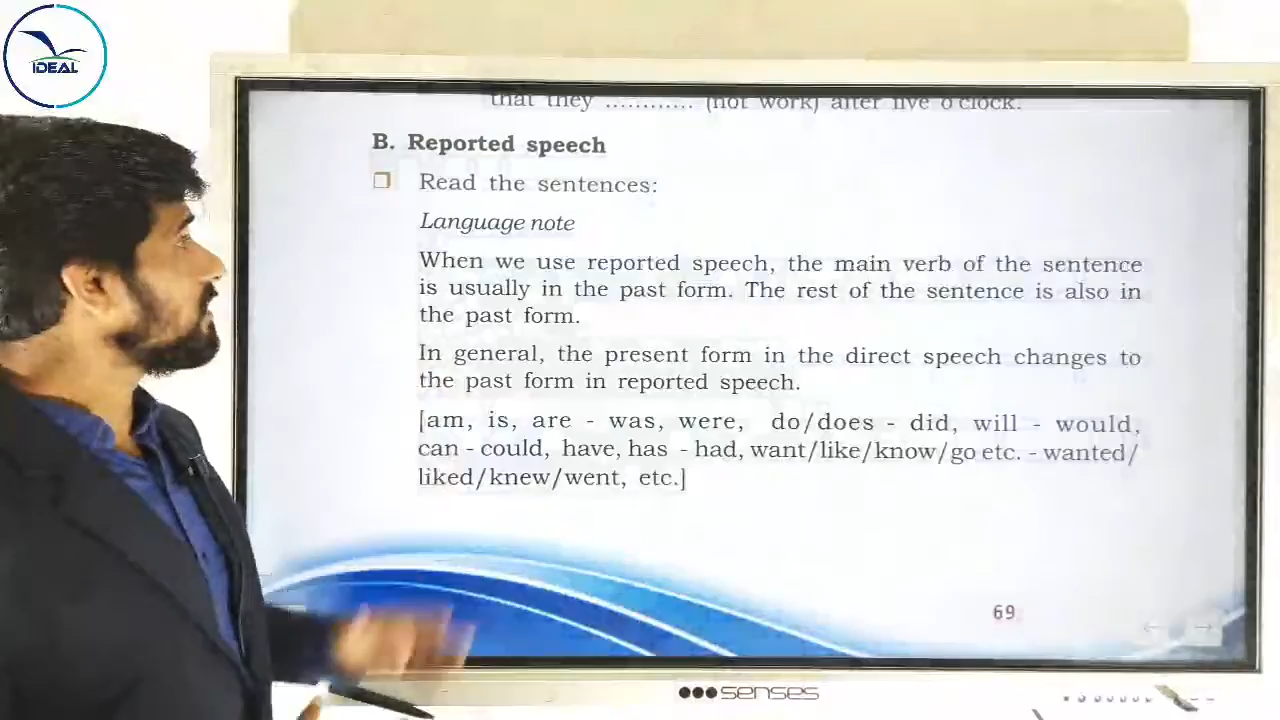 IDEAL
that they ............ (not work) after five o'clock.
B. Reported speech
❒ Read the sentences:
Language note
When we use reported speech, the main verb of the sentence
is usually in the past form. The rest of the sentence is also in
the past form.
In general, the present form in the direct speech changes to
the past form in reported speech.
[am, is, are - was, were, do/does - did, will - would,
can - could, have, has - had, want/like/know/go etc. - wanted/
liked/knew/went, etc.]
69
senses